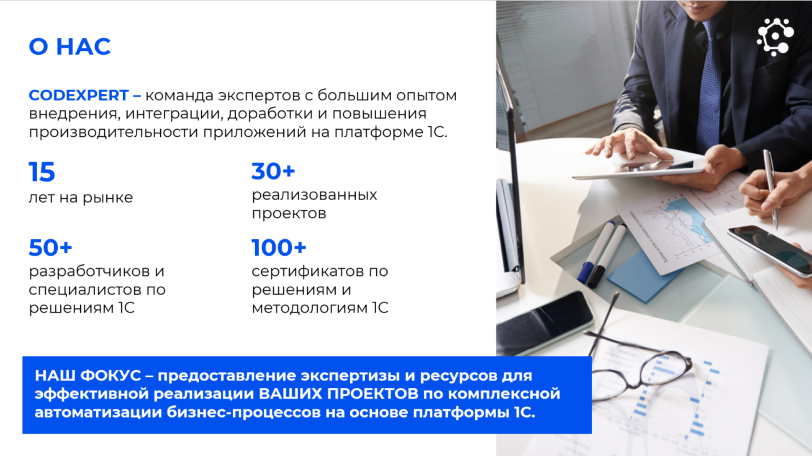 О НАС
CODEXPERT – команда экспертов с большим опытом
внедрения, интеграции, доработки и повышения
производительности приложений на платформе 1С.
15
лет на рынке
30+
реализованных
проектов
50+
разработчиков и
специалистов по
решениям 1С
100+
сертификатов по
решениям и
методологиям 1С
НАШ ФОКУС – предоставление экспертизы и ресурсов для
эффективной реализации ВАШИХ ПРОЕКТОВ по комплексной
автоматизации бизнес-процессов на основе платформы 1С.